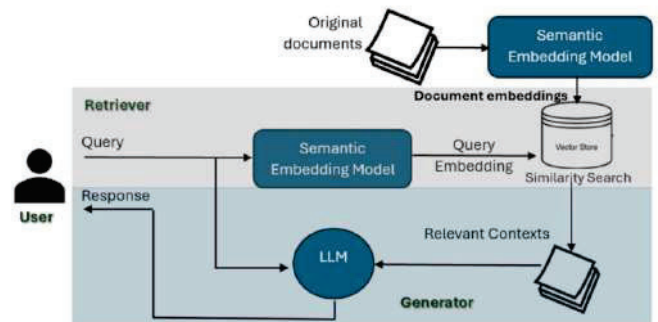 Original
documents
Semantic
Embedding Model
Document embeddings
Retriever
Query
Semantic
Embedding Model
Query
Embedding
Vector Store
Similarity Search
User
Response
Relevant Contexts
LLM
Generator